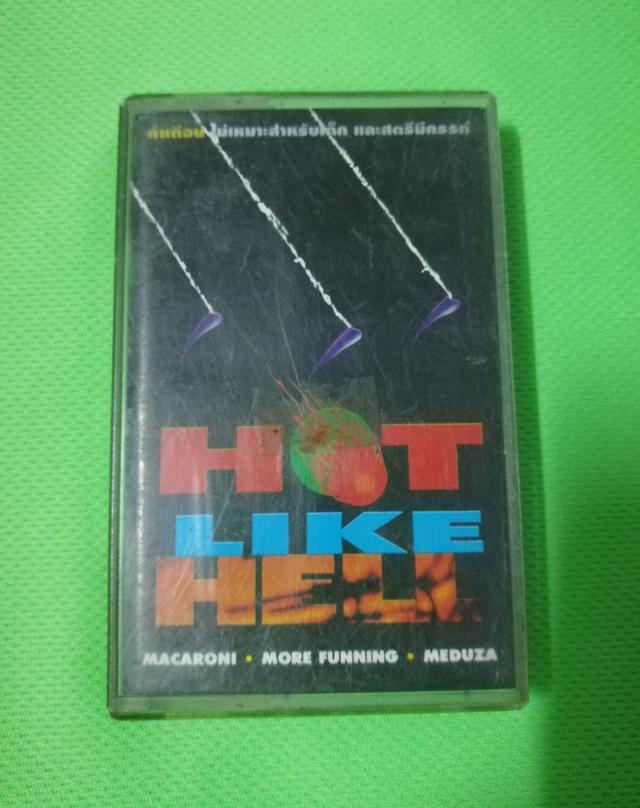 คำเตือน ไม่เหมาะสำหรับเด็ก และสตรีมีครรภ์
HOT
LIKE
HELL
MACARONI • MORE FUNNING • MEDUZA